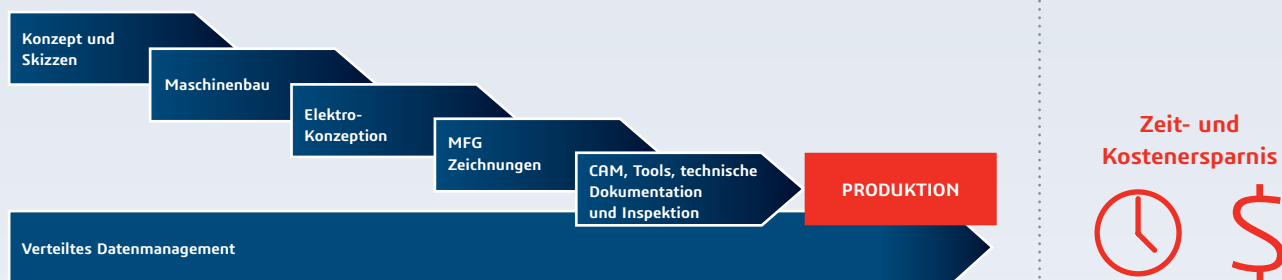 Konzept und
Skizzen
Maschinenbau
Elektro-
Konzeption
MFG
Zeichnungen
CAM, Tools, technische
Dokumentation
und Inspektion
PRODUKTION
Verteiltes Datenmanagement
Zeit- und
Kostenersparnis
$